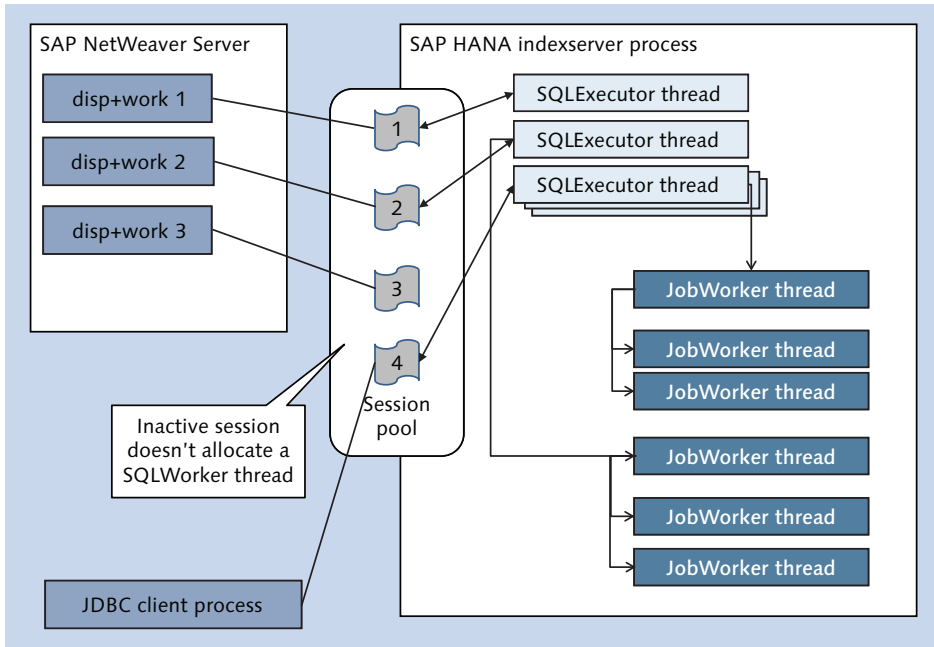 SAP NetWeaver Server
disp+work 1
disp+work 2
disp+work 3
1
2
3
4
Session
pool
Inactive session
doesn't allocate a
SQLWorker thread
JDBC client process
SAP HANA indexserver process
SQLExecutor thread
SQLExecutor thread
SQLExecutor thread
JobWorker thread
JobWorker thread
JobWorker thread
JobWorker thread
JobWorker thread
JobWorker thread